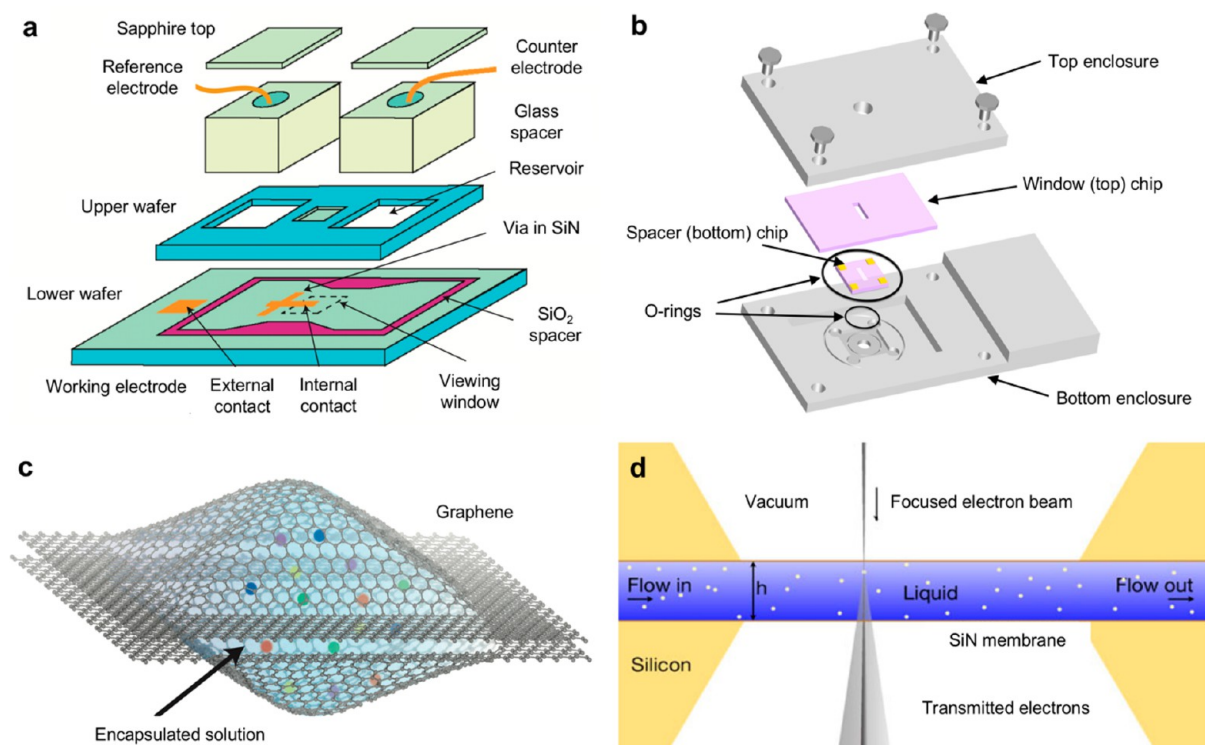 a
Sapphire top
Reference
electrode
Counter
electrode
Glass
spacer
Reservoir
Upper wafer
Via in SiN
Lower wafer
SiO2
spacer
Working electrode
External
contact
Internal
contact
Viewing
window
b
Top enclosure
Window (top) chip
Spacer (bottom) chip
O-rings
Bottom enclosure
c
Graphene
Encapsulated solution
d
Vacuum
Focused electron beam
Flow in
h
Liquid
Flow out
SiN membrane
Silicon
Transmitted electrons